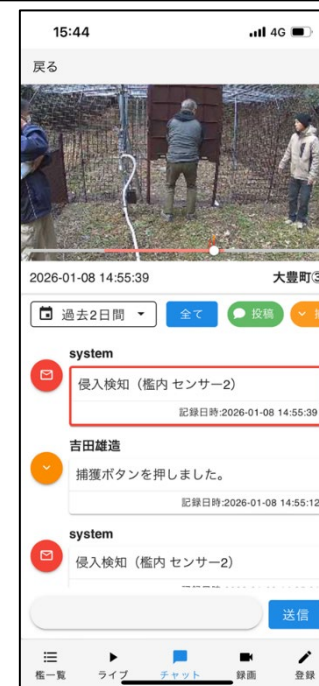 15:44
4G
戻る
2026-01-08 14:55:39
大豊町③
過去2日間
全て
投稿
system
侵入検知（檻内 センサー2）
記録日時:2026-01-08 14:55:39
吉田雄造
捕獲ボタンを押しました。
記録日時:2026-01-08 14:55:12
system
侵入検知（檻内 センサー2）
送信
檻一覧
ライブ
チャット
録画
登録